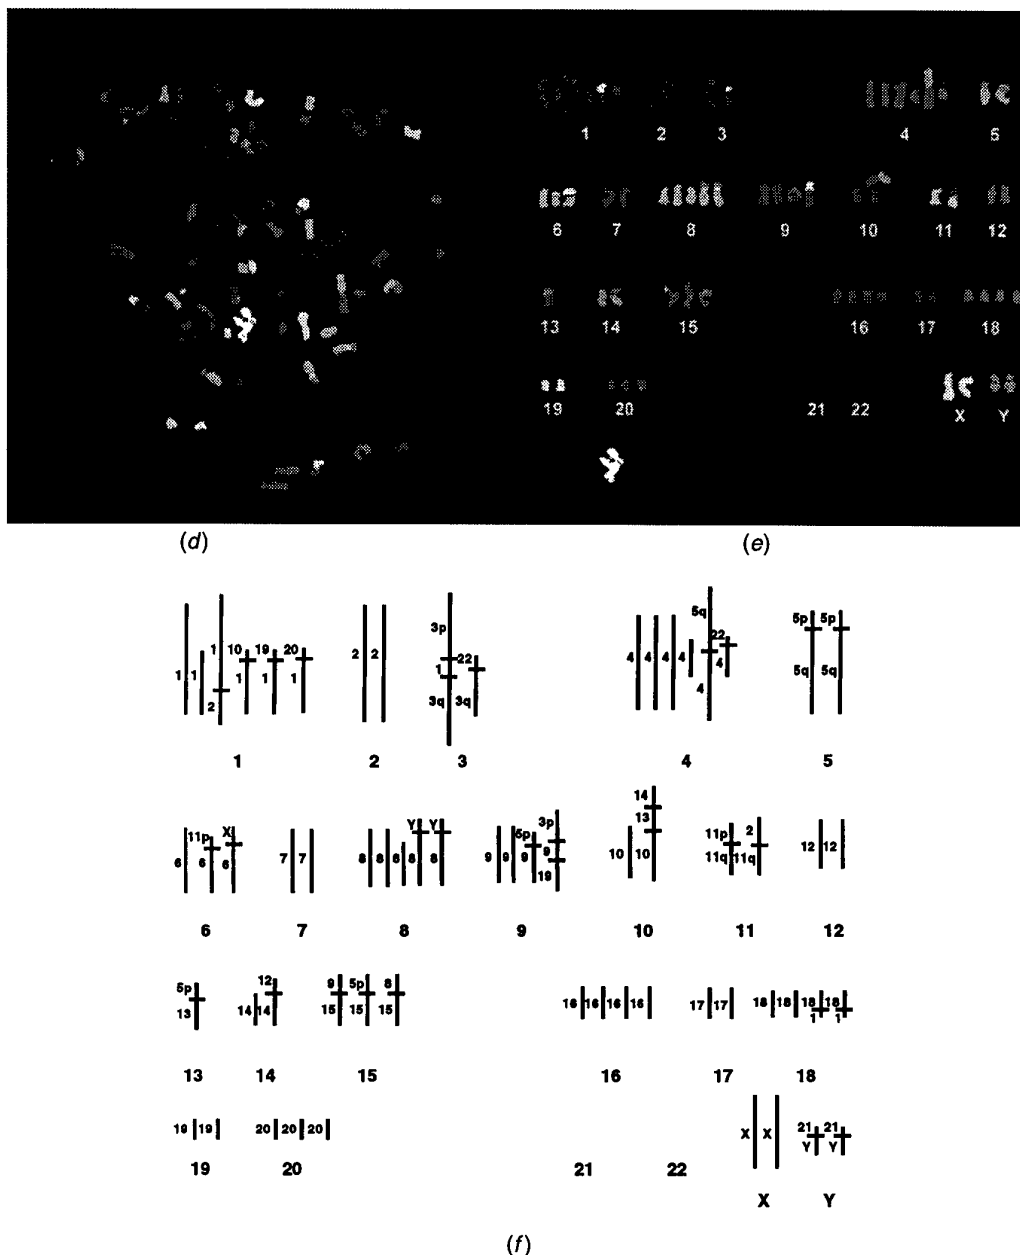 1 2 3 4 5
6 7 8 9 10 11 12
13 14 15 16 17 18
19 20 21 22 X Y
(d) (e)
3p 5q 5p 5p
10 19 20 22
1 1 1 2 2 1 22 4 4 4 4 5q 5q
1 1 1 3q 3q 4 4
2
1 2 3 4 5
14
11p X Y Y 5p 3p 13 11p 2
6 6 6 7 7 8 8 8 8 8 9 9 9 9 10 10 11q 11q 12 12
19
6 7 8 9 10 11 12
5p 12 9 5p 8
13 14 14 15 15 15 16 16 16 16 17 17 18 18 18 18
1 1
13 14 15 16 17 18
19 19 20 20 20 X X 21 21
Y Y
19 20 21 22
X Y
(f)